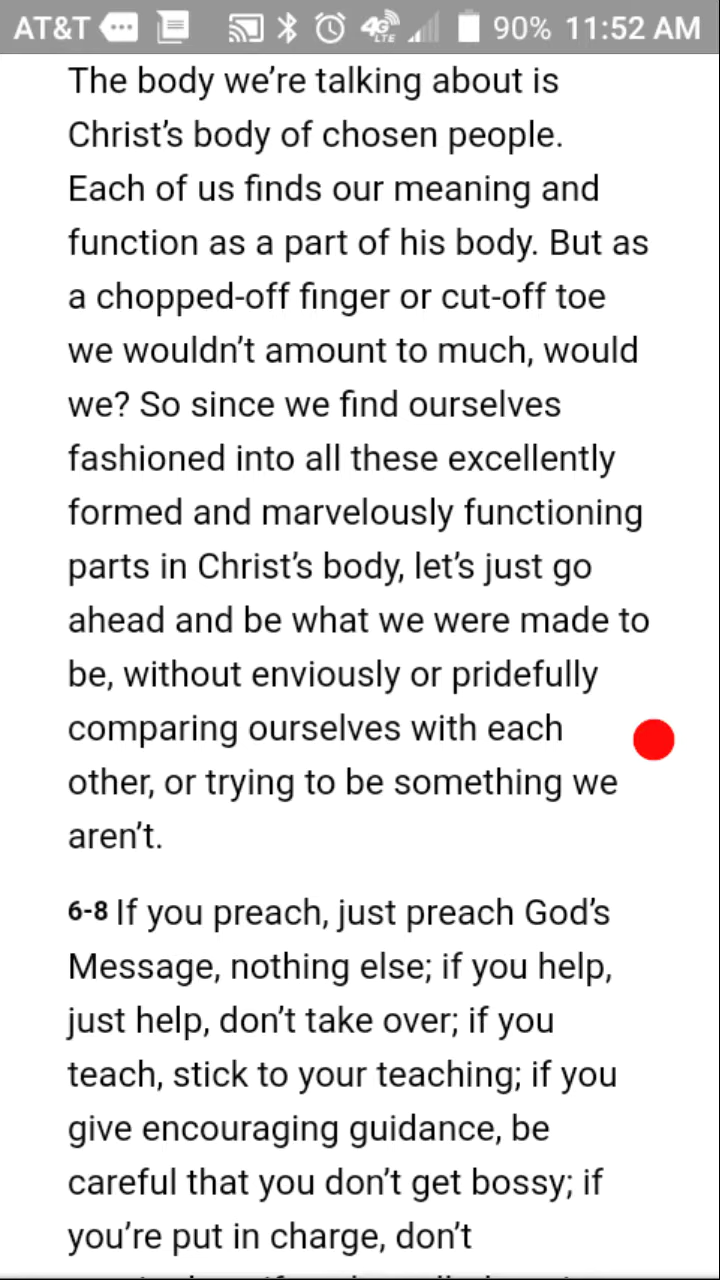 AT&T 4G LTE 90% 11:52 AM
The body we’re talking about is
Christ’s body of chosen people.
Each of us finds our meaning and
function as a part of his body. But as
a chopped-off finger or cut-off toe
we wouldn’t amount to much, would
we? So since we find ourselves
fashioned into all these excellently
formed and marvelously functioning
parts in Christ’s body, let’s just go
ahead and be what we were made to
be, without enviously or pridefully
comparing ourselves with each
other, or trying to be something we
aren’t.
6-8 If you preach, just preach God’s
Message, nothing else; if you help,
just help, don’t take over; if you
teach, stick to your teaching; if you
give encouraging guidance, be
careful that you don’t get bossy; if
you’re put in charge, don’t